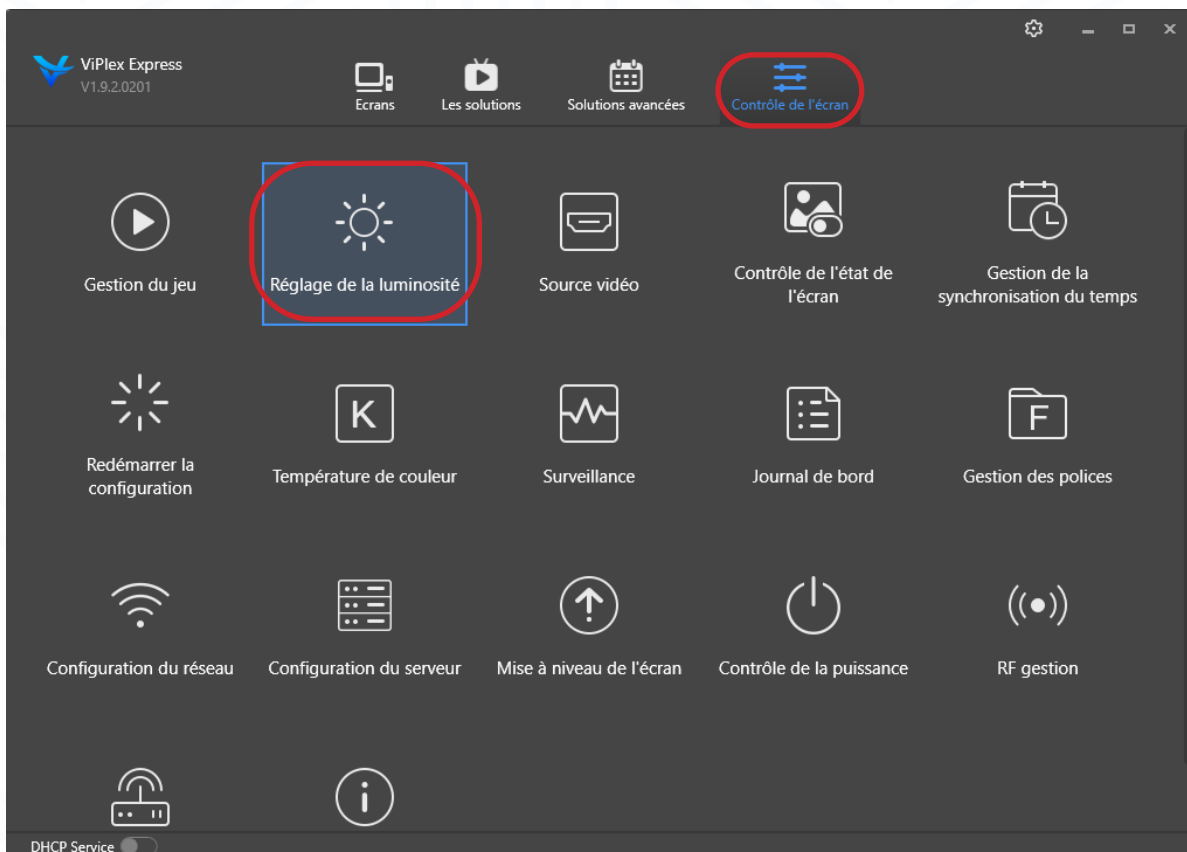 ViPlex Express
V1.9.2.0201
Ecrans
Les solutions
Solutions avancées
Contrôle de l'écran
Gestion du jeu
Réglage de la luminosité
Source vidéo
Contrôle de l'état de
l'écran
Gestion de la
synchronisation du temps
Redémarrer la
configuration
K
Température de couleur
Surveillance
Journal de bord
F
Gestion des polices
Configuration du réseau
Configuration du serveur
Mise à niveau de l'écran
Contrôle de la puissance
RF gestion
DHCP Service